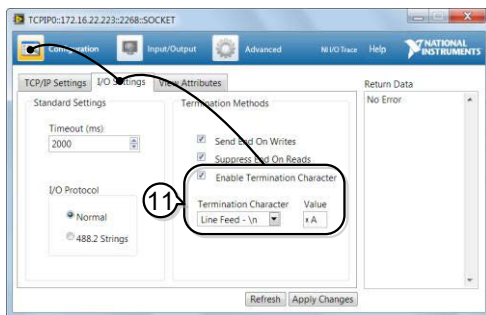 TCPIP0::172.16.22.223::2268::SOCKET
Configuration Input/Output Advanced NI I/O Trace Help NATIONAL INSTRUMENTS
TCP/IP Settings I/O Settings View Attributes
Return Data
Standard Settings
Termination Methods
No Error
Timeout (ms)
2000
Send End On Writes
Suppress End On Reads
Enable Termination Character
I/O Protocol
Normal
488.2 Strings
11
Termination Character Value
Line Feed - \n xA
Refresh Apply Changes